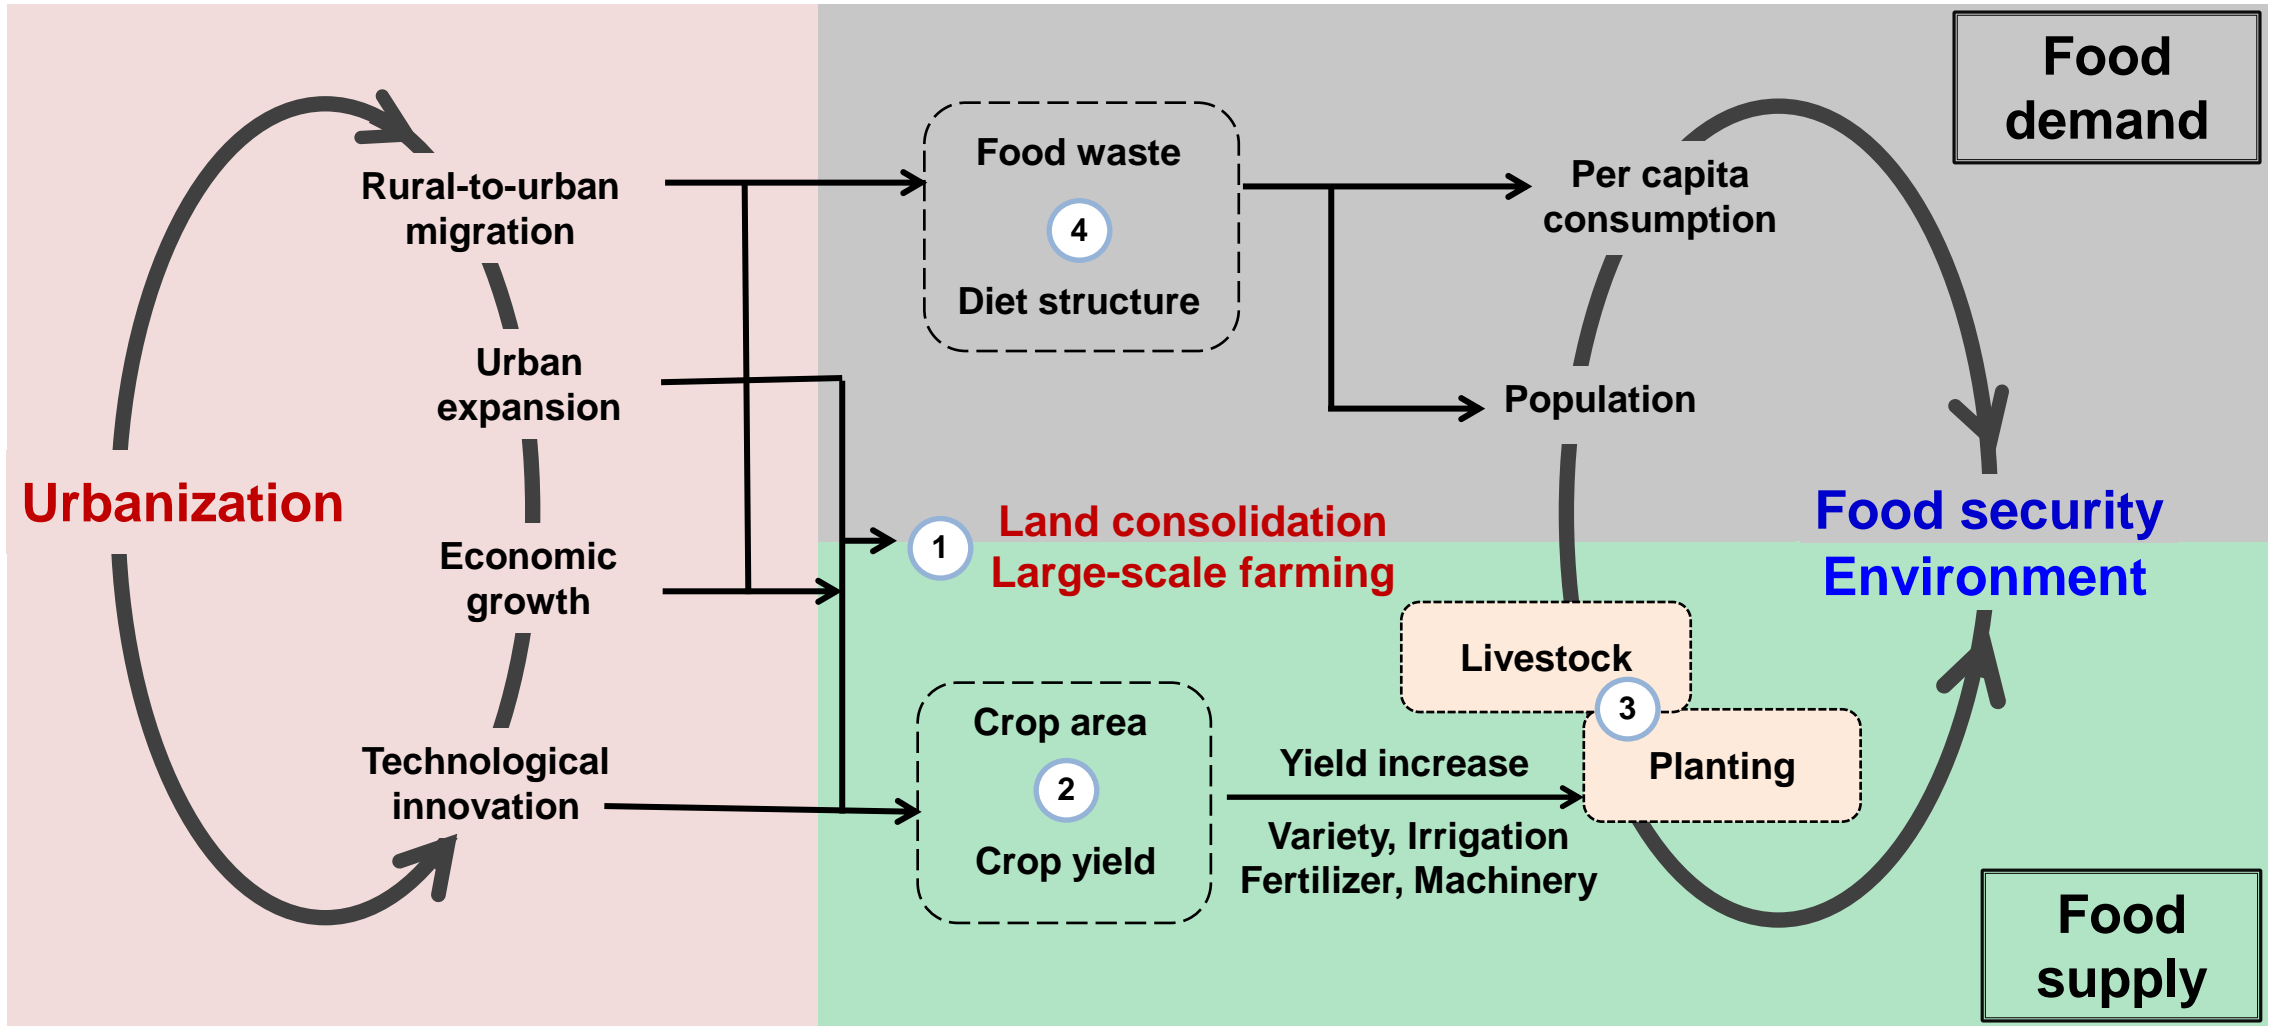 Food
demand
Rural-to-urban
migration
Urban
expansion
Urbanization
Economic
growth
Technological
innovation
Food waste
4
Diet structure
Per capita
consumption
Population
1
Land consolidation
Large-scale farming
Food security
Environment
Livestock
3
Planting
Crop area
2
Crop yield
Yield increase
Variety, Irrigation
Fertilizer, Machinery
Food
supply